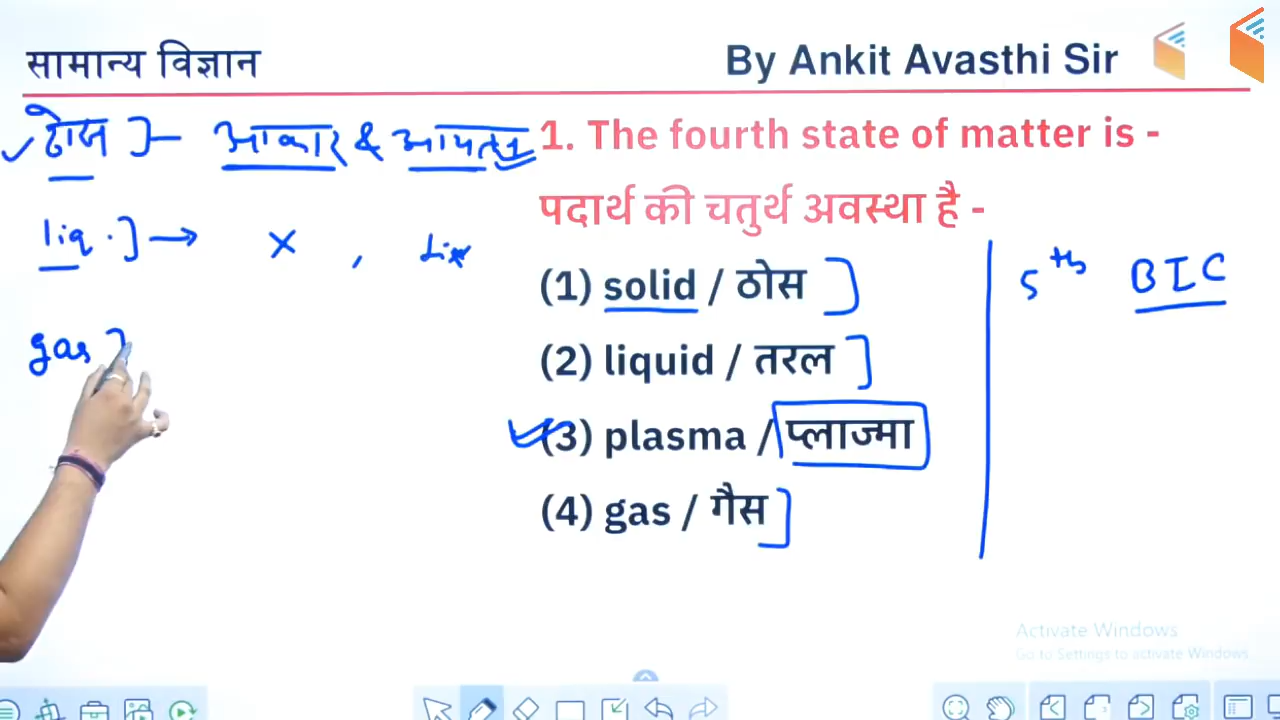 सामान्य विज्ञान
By Ankit Avasthi Sir
ठोस ]- आकार & आयतन
liq. ] → X ,
gas ]
1. The fourth state of matter is -
पदार्थ की चतुर्थ अवस्था है -
(1) solid / ठोस
(2) liquid / तरल
(3) plasma / प्लाज्मा
(4) gas / गैस
5th BIC
Activate Windows
Go to Settings to activate Windows.